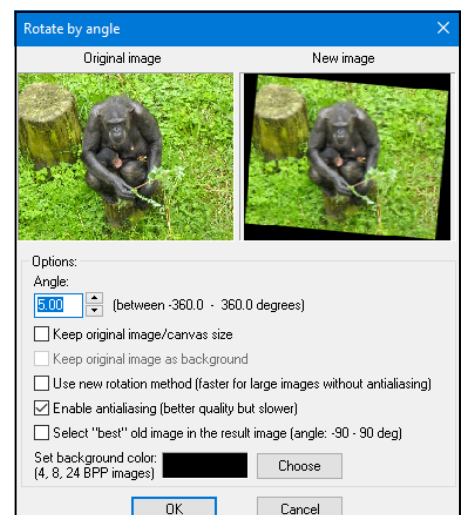 Rotate by angle
Original image
New image
Options:
Angle:
5.00 (between -360.0 - 360.0 degrees)
Keep original image/canvas size
Keep original image as background
Use new rotation method (faster for large images without antialiasing)
Enable antialiasing (better quality but slower)
Select "best" old image in the result image (angle: -90 - 90 deg)
Set background color:
(4, 8, 24 BPP images)
Choose
OK
Cancel